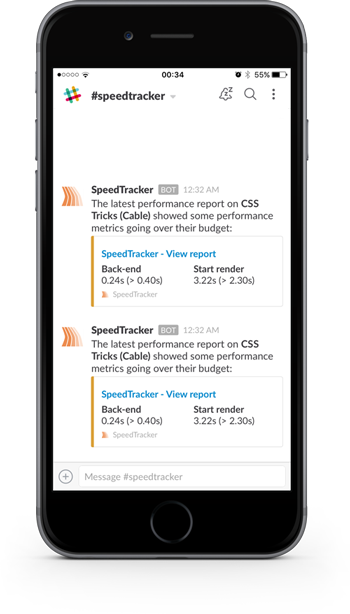 00:34
55%
#speedtracker
SpeedTracker BOT 12:32 AM
The latest performance report on CSS
Tricks (Cable) showed some performance
metrics going over their budget:
SpeedTracker - View report
Back-end Start render
0.24s (> 0.40s) 3.22s (> 2.30s)
SpeedTracker
SpeedTracker BOT 12:32 AM
The latest performance report on CSS
Tricks (Cable) showed some performance
metrics going over their budget:
SpeedTracker - View report
Back-end Start render
0.24s (> 0.40s) 3.22s (> 2.30s)
SpeedTracker
Message #speedtracker